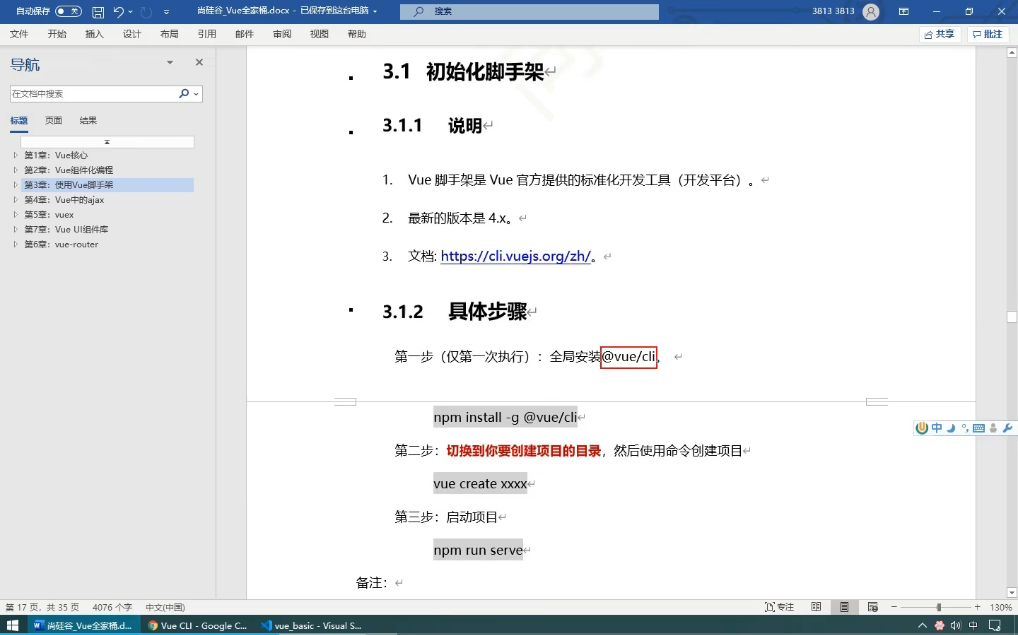 自动保存 关 尚硅谷_Vue全家桶.docx - 已保存到这台电脑 搜索 3813 3813
文件 开始 插入 设计 布局 引用 邮件 审阅 视图 帮助 共享 批注
导航
在文档中搜索
标题 页面 结果
第1章：Vue核心
第2章：Vue组件化编程
第3章：使用Vue脚手架
第4章：Vue中的ajax
第5章：vuex
第7章：Vue UI组件库
第6章：vue-router
3.1 初始化脚手架
3.1.1 说明
1. Vue 脚手架是 Vue 官方提供的标准化开发工具（开发平台）。
2. 最新的版本是 4.x。
3. 文档: https://cli.vuejs.org/zh/。
3.1.2 具体步骤
第一步（仅第一次执行）：全局安装@vue/cli。
npm install -g @vue/cli
第二步：切换到你要创建项目的目录，然后使用命令创建项目
vue create xxxx
第三步：启动项目
npm run serve
备注：
中
第 17 页，共 35 页 4076 个字 中文(中国) 专注 130%
尚硅谷_Vue全家桶.d... Vue CLI - Google C... vue_basic - Visual S... 中